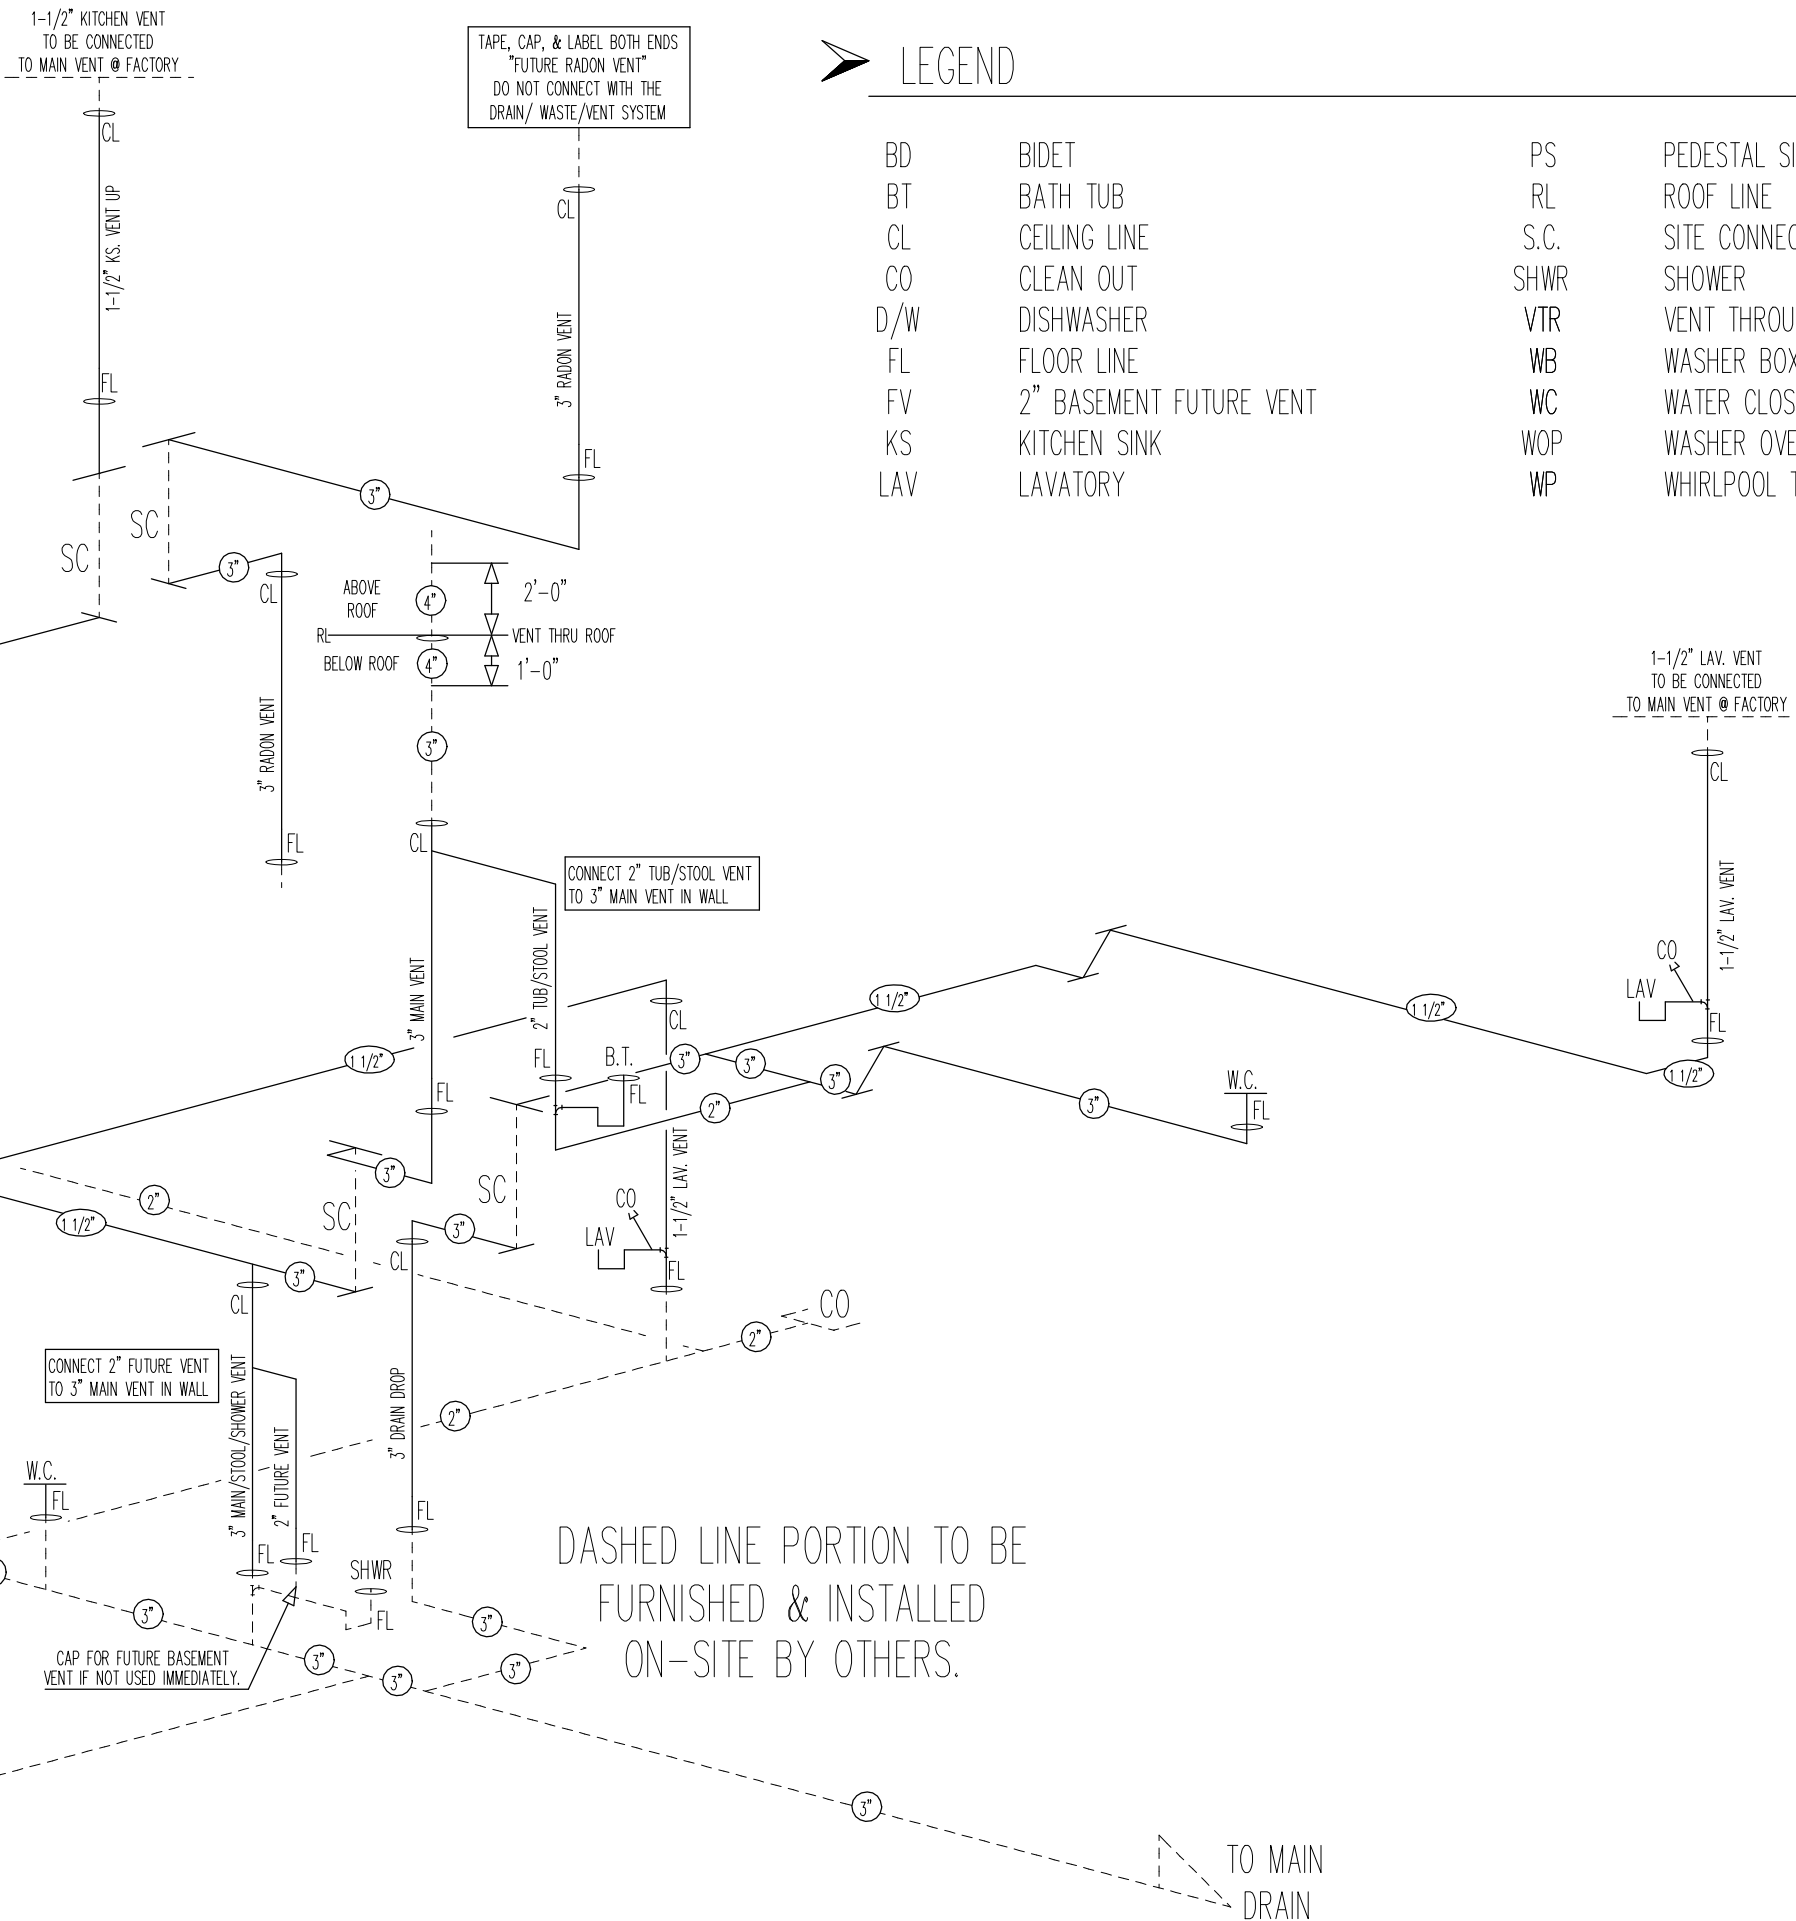 1-1/2" KITCHEN VENT
TO BE CONNECTED
TO MAIN VENT @ FACTORY
CL
1-1/2" KS. VENT UP
FL
SC
TAPE, CAP, & LABEL BOTH ENDS
"FUTURE RADON VENT"
DO NOT CONNECT WITH THE
DRAIN/ WASTE/VENT SYSTEM
CL
3" RADON VENT
FL
LEGEND
BD BIDET PS PEDESTAL SI
BT BATH TUB RL ROOF LINE
CL CEILING LINE S.C. SITE CONNEC
CO CLEAN OUT SHWR SHOWER
D/W DISHWASHER VTR VENT THROU
FL FLOOR LINE WB WASHER BOX
FV 2" BASEMENT FUTURE VENT WC WATER CLOS
KS KITCHEN SINK WOP WASHER OVE
LAV LAVATORY WP WHIRLPOOL T
3"
SC
3"
CL
3" RADON VENT
FL
ABOVE
ROOF
4"
2'-0"
RL
VENT THRU ROOF
BELOW ROOF
4"
1'-0"
3"
CL
3" MAIN VENT
FL
CONNECT 2" TUB/STOOL VENT
TO 3" MAIN VENT IN WALL
2" TUB/STOOL VENT
FL
B.T.
FL
CL
1 1/2"
3"
3"
3"
2"
1 1/2"
1 1/2"
1-1/2" LAV. VENT
TO BE CONNECTED
TO MAIN VENT @ FACTORY
CL
1-1/2" LAV. VENT
CO
LAV
FL
1 1/2"
W.C.
FL
3"
3"
SC
SC
2"
1 1/2"
3"
3"
CL
CL
1-1/2" LAV. VENT
CO
LAV
FL
CO
2"
2"
CONNECT 2" FUTURE VENT
TO 3" MAIN VENT IN WALL
3" MAIN/STOOL/SHOWER VENT
2" FUTURE VENT
3" DRAIN DROP
W.C.
FL
FL
FL
FL
SHWR
FL
3"
3"
3"
3"
3"
CAP FOR FUTURE BASEMENT
VENT IF NOT USED IMMEDIATELY.
DASHED LINE PORTION TO BE
FURNISHED & INSTALLED
ON-SITE BY OTHERS.
3"
TO MAIN
DRAIN